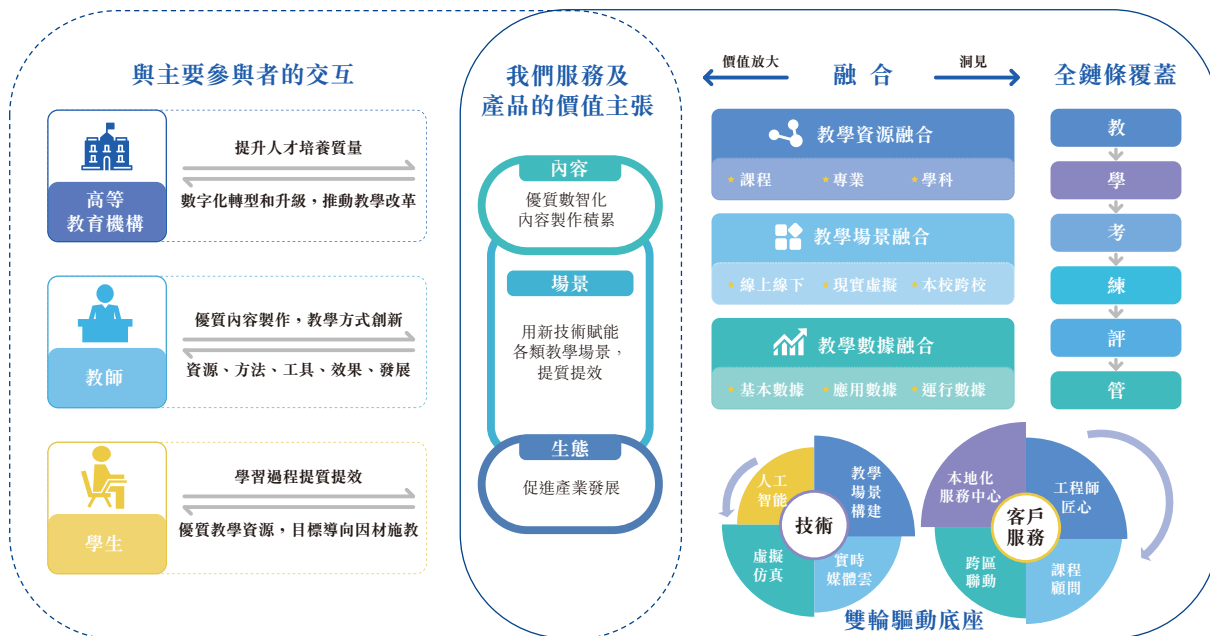 與主要參與者的交互
高等
教育機構
提升人才培養質量
數字化轉型和升級，推動教學改革
教師
優質內容製作，教學方式創新
資源、方法、工具、效果、發展
學生
學習過程提質提效
優質教學資源，目標導向因材施教
我們服務及
產品的價值主張
內容
優質數智化
內容製作積累
場景
用新技術賦能
各類教學場景，
提質提效
生態
促進產業發展
價值放大
融合
洞見
教學資源融合
課程
專業
學科
教學場景融合
線上線下
現實虛擬
本校跨校
教學數據融合
基本數據
應用數據
運行數據
全鏈條覆蓋
教
學
考
練
評
管
人工
智能
教學
場景
構建
技術
虛擬
仿真
實時
媒體雲
本地化
服務中心
工程師
匠心
客戶
服務
跨區
聯動
課程
顧問
雙輪驅動底座